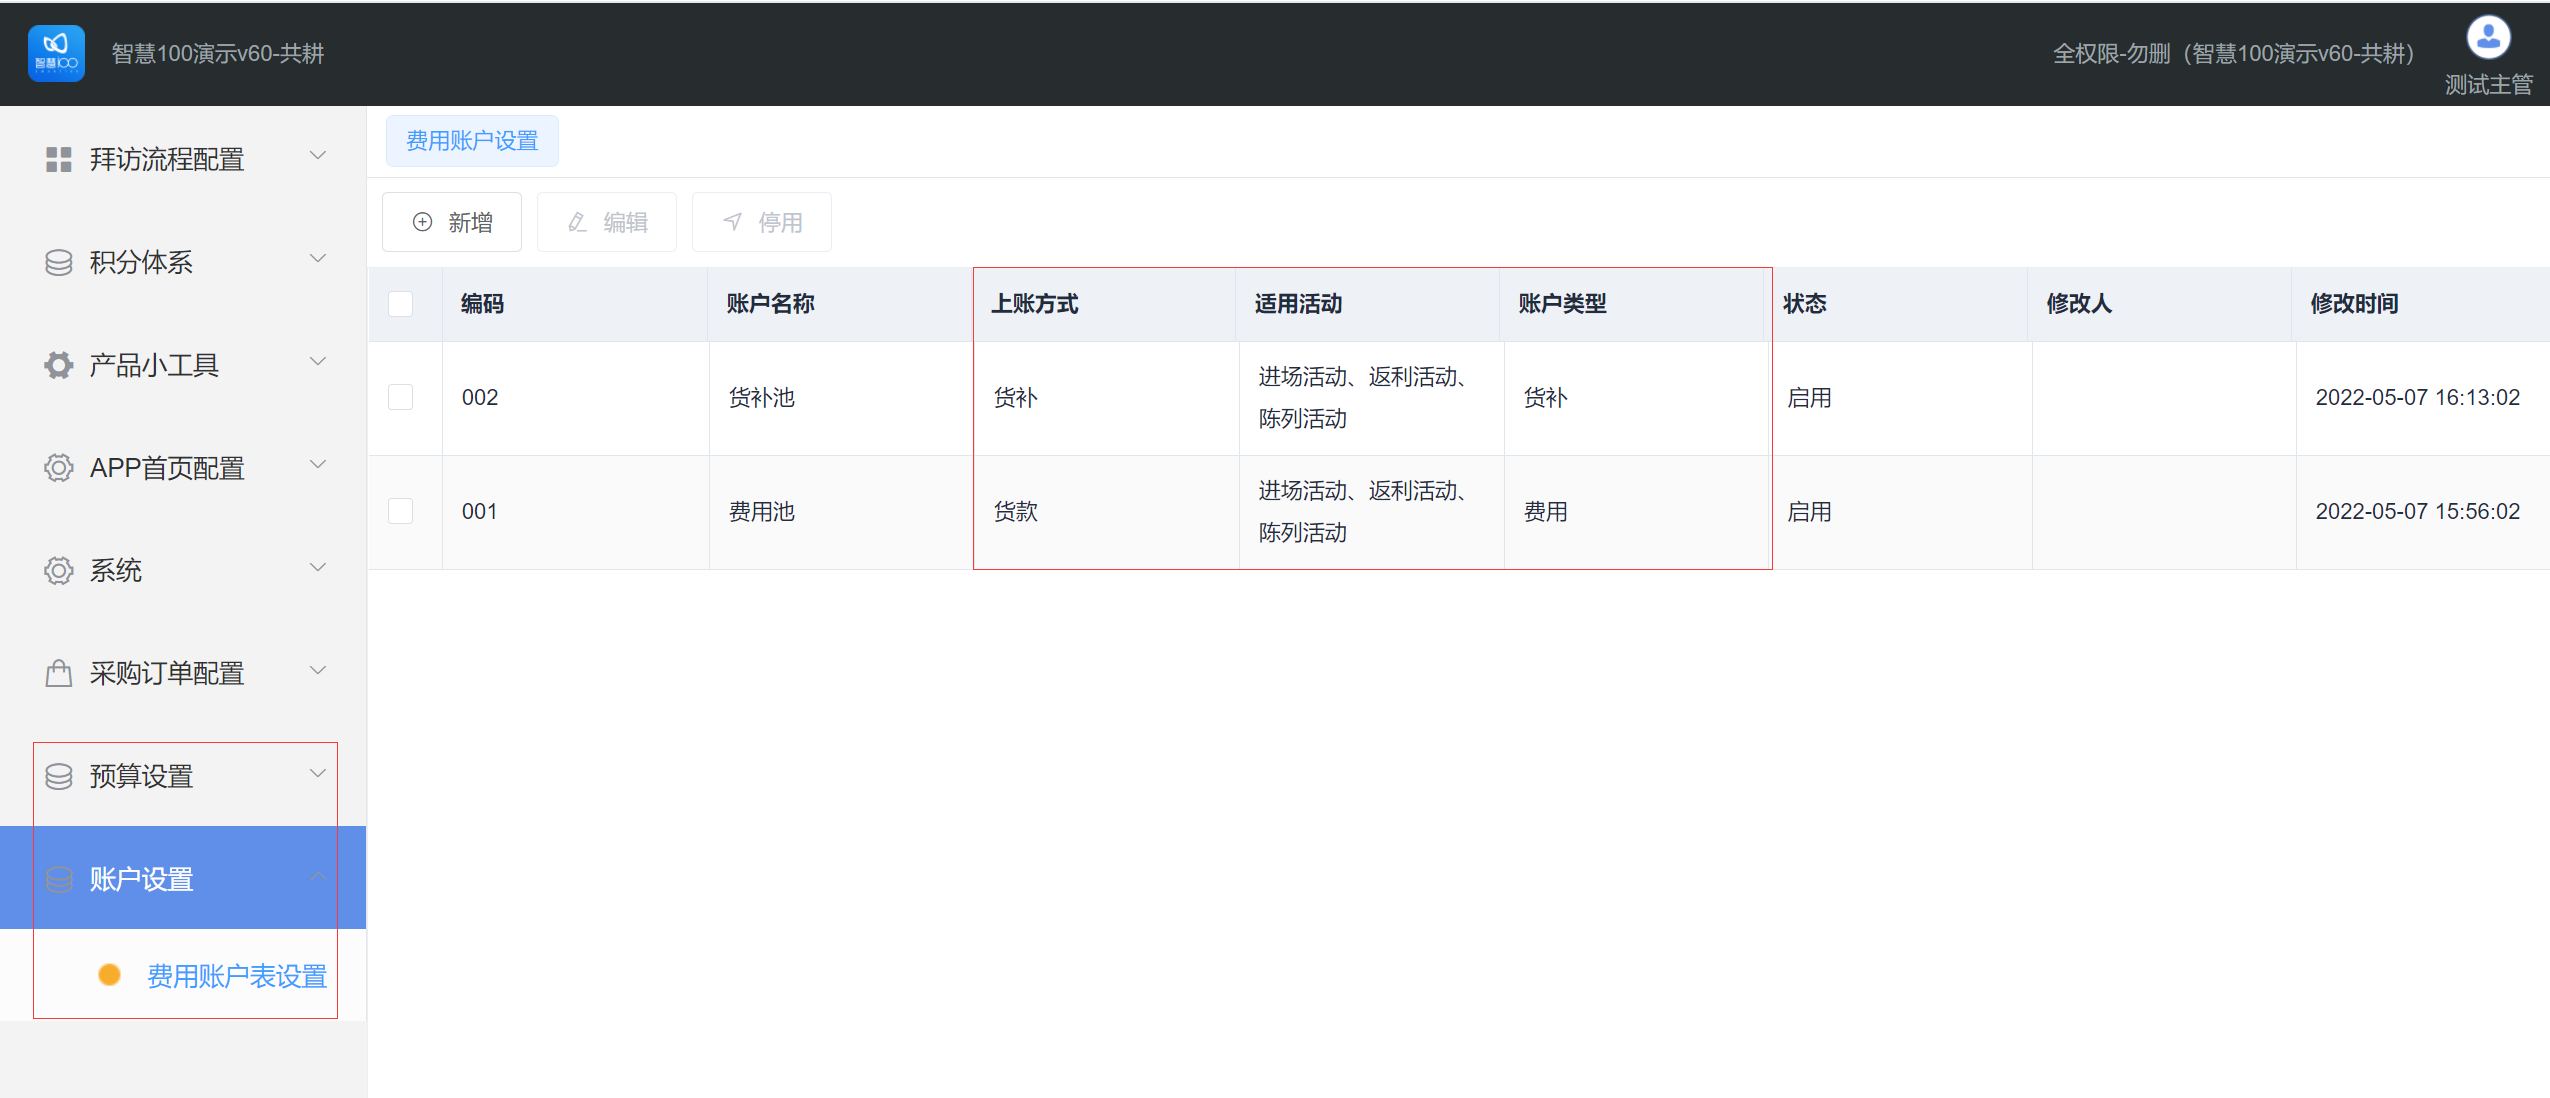 智慧100
智慧100演示v60-共耕
全权限-勿删（智慧100演示v60-共耕）
测试主管
拜访流程配置
积分体系
产品小工具
APP首页配置
系统
采购订单配置
预算设置
账户设置
费用账户表设置
费用账户设置
新增 编辑 停用
编码 账户名称 上账方式 适用活动 账户类型 状态 修改人 修改时间
002 货补池 货补 进场活动、返利活动、 货补 启用 2022-05-07 16:13:02
陈列活动
001 费用池 货款 进场活动、返利活动、 费用 启用 2022-05-07 15:56:02
陈列活动